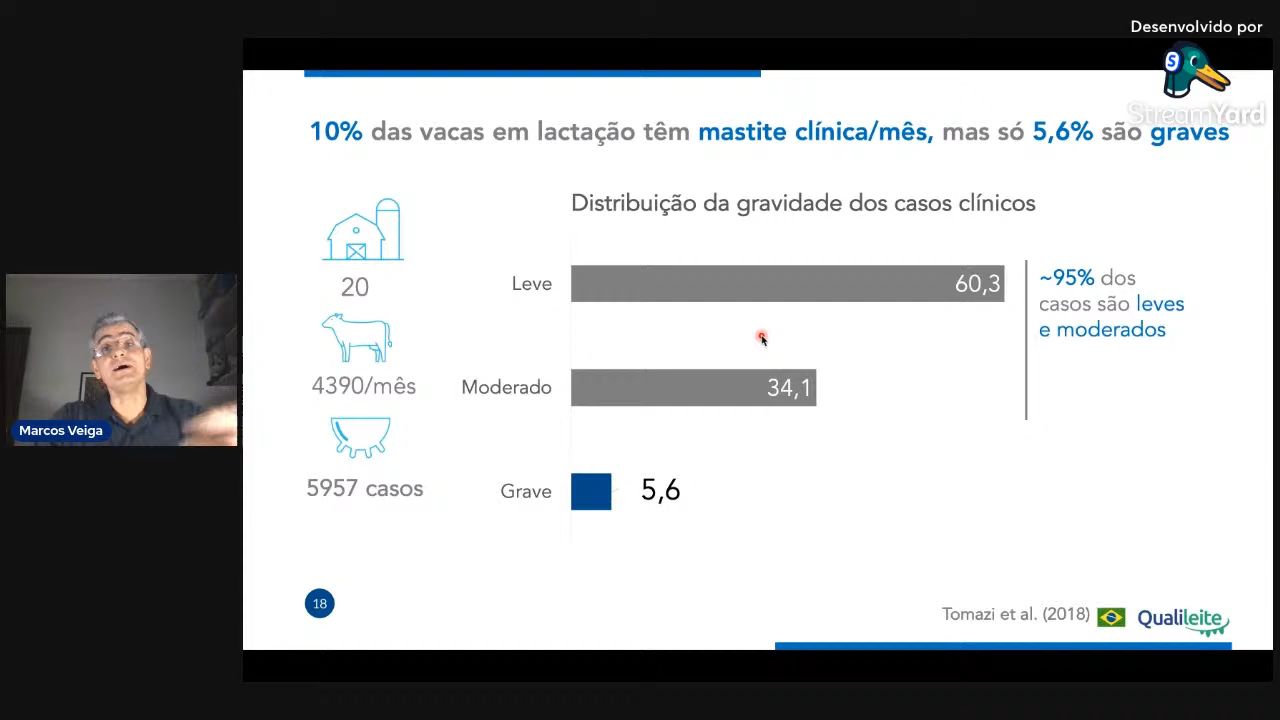 Desenvolvido por
StreamYard
10% das vacas em lactação têm mastite clínica/mês, mas só 5,6% são graves
Distribuição da gravidade dos casos clínicos
20
4390/mês
5957 casos
Leve
60,3
Moderado
34,1
Grave
5,6
~95% dos
casos são leves
e moderados
Marcos Veiga
18
Tomazi et al. (2018)
Qualileite